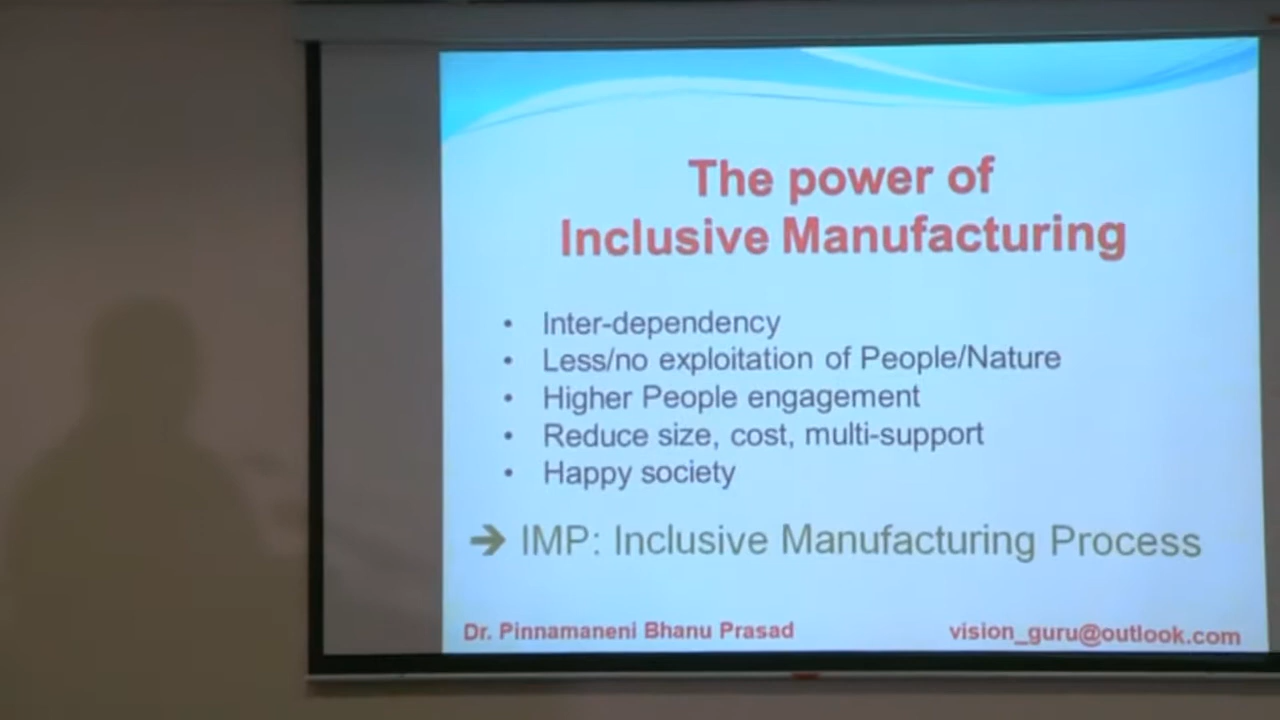 The power of
Inclusive Manufacturing
• Inter-dependency
• Less/no exploitation of People/Nature
• Higher People engagement
• Reduce size, cost, multi-support
• Happy society
➔ IMP: Inclusive Manufacturing Process
Dr. Pinnamaneni Bhanu Prasad vision_guru@outlook.com